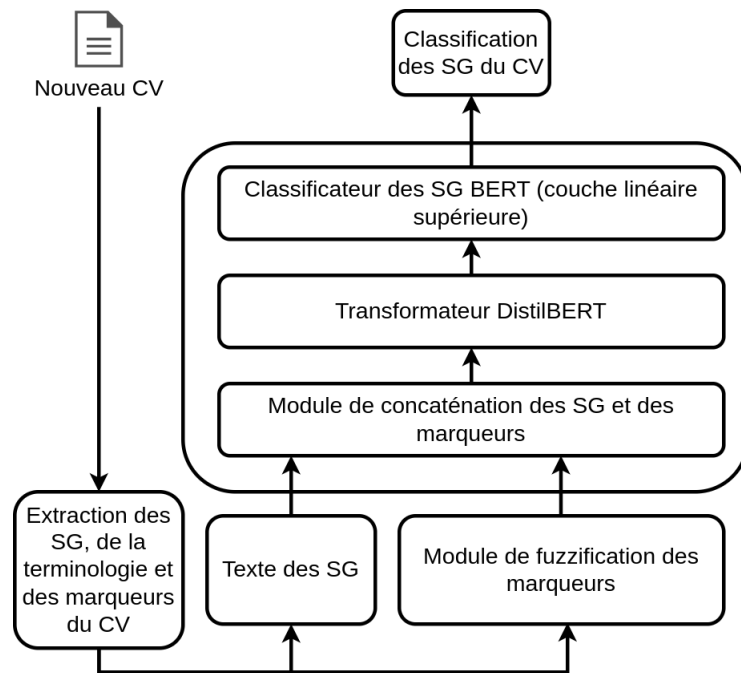 Nouveau CV
Classification
des SG du CV
Classificateur des SG BERT (couche linéaire
supérieure)
Transformateur DistilBERT
Module de concaténation des SG et des
marqueurs
Extraction des
SG, de la
terminologie et
des marqueurs
du CV
Texte des SG
Module de fuzzification des
marqueurs